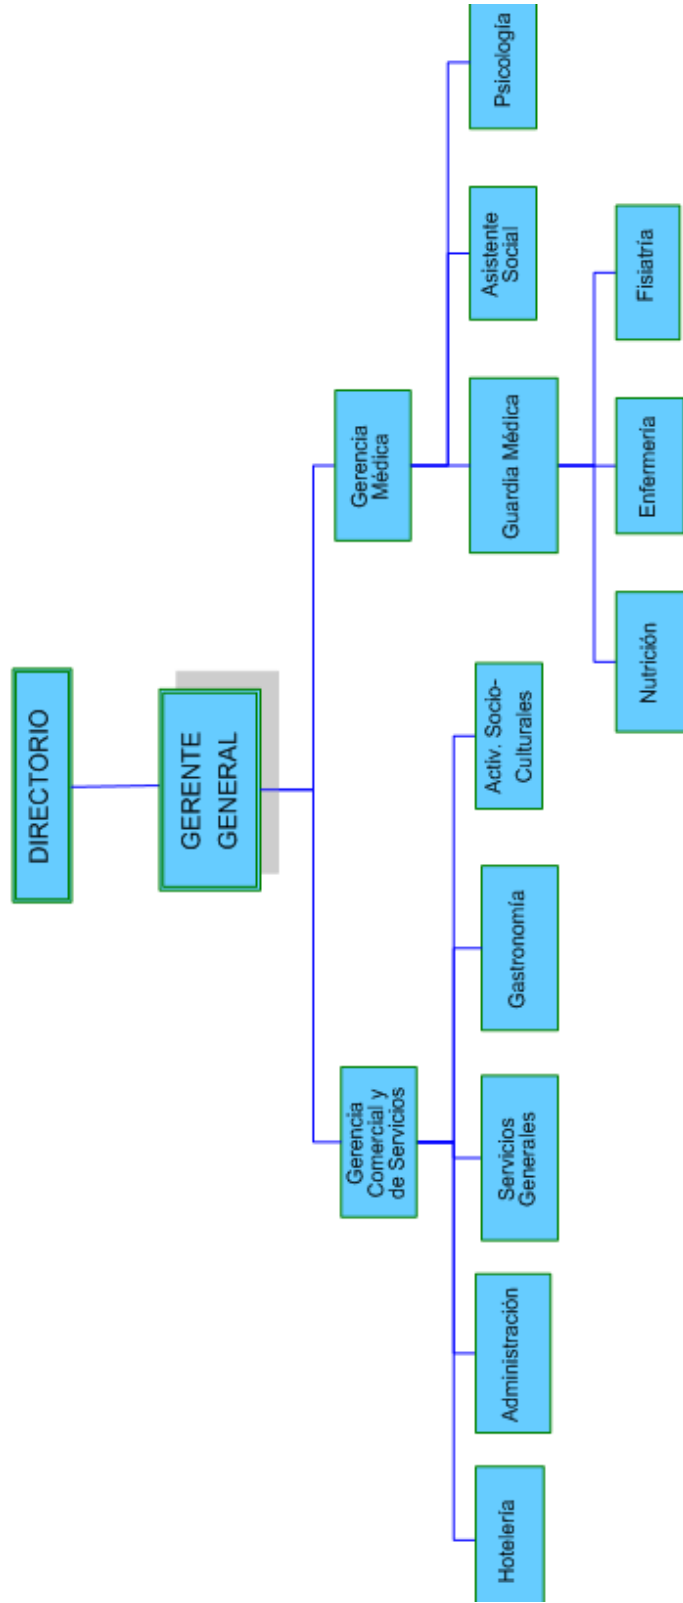 DIRECTORIO
GERENTE
GENERAL
Gerencia
Comercial y
de Servicios
Gerencia
Médica
Hotelería
Administración
Servicios
Generales
Gastronomía
Activ. Socio-
Culturales
Guardia Médica
Asistente
Social
Psicología
Nutrición
Enfermería
Fisiatría